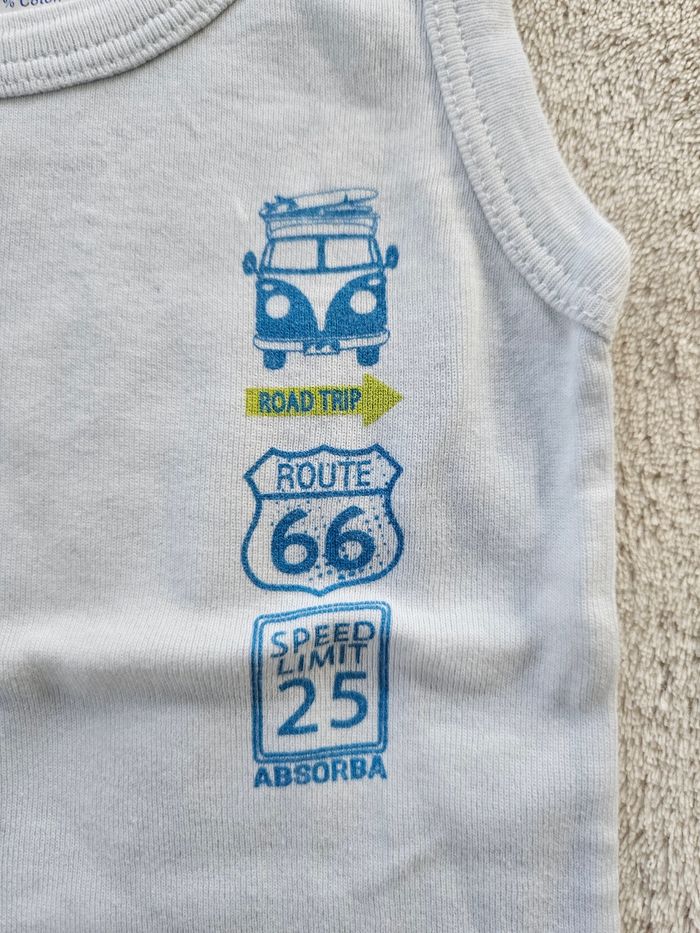 ROAD TRIP
ROUTE
66
SPEED
LIMIT
25
ABSORBA